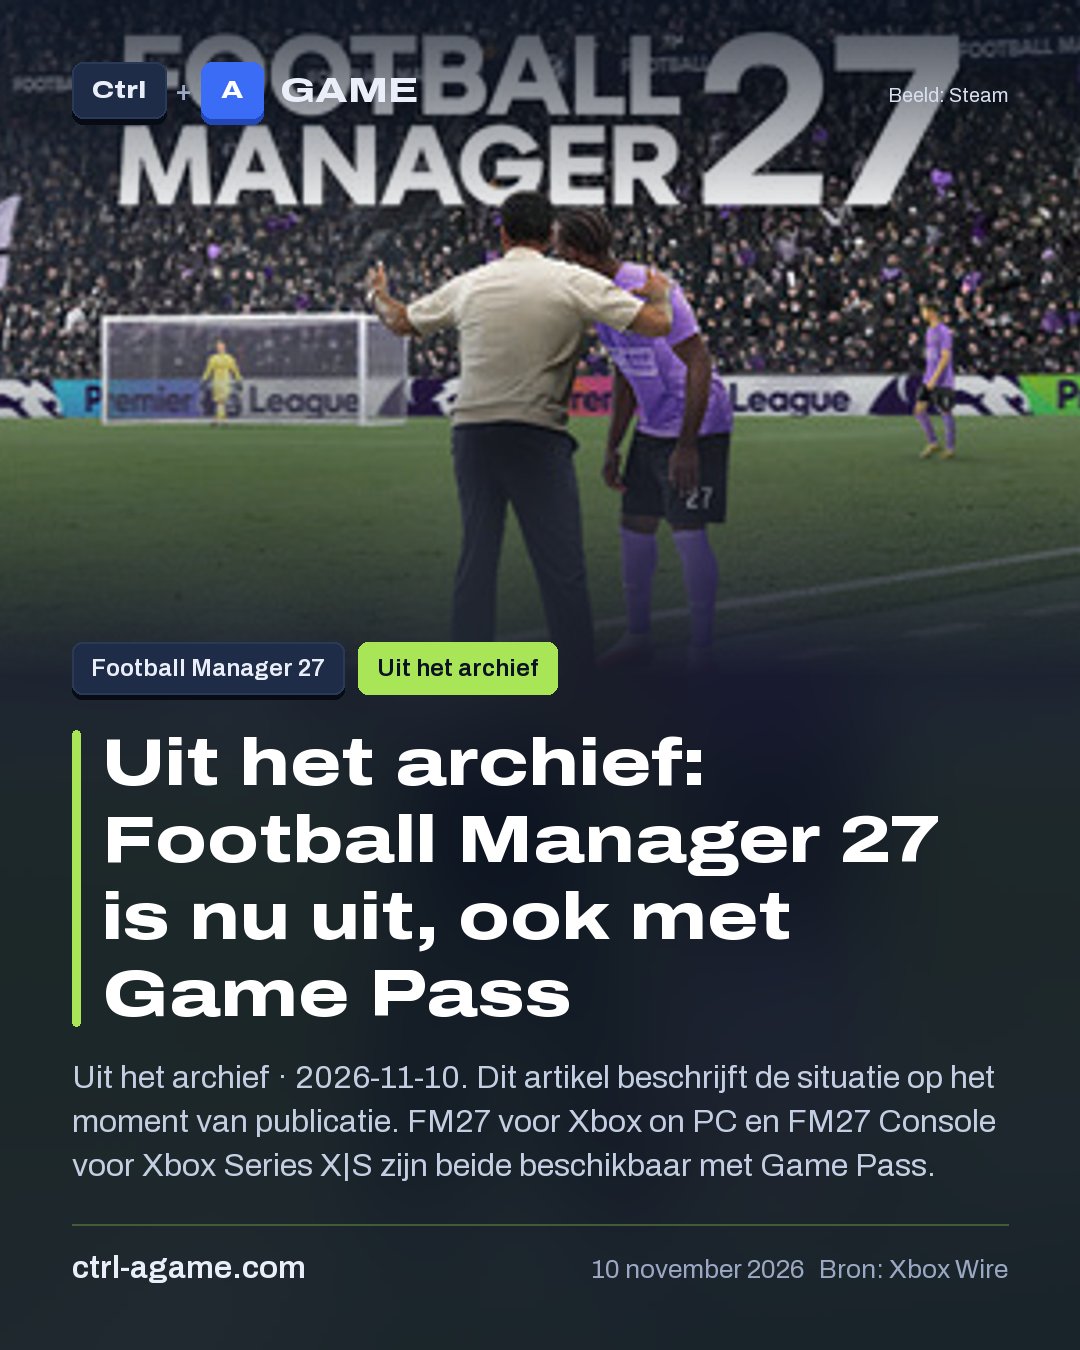 FOOTBALL
MANAGER 27
Ctrl + A GAME
Beeld: Steam
Premier League
League
27
Football Manager 27
Uit het archief
Uit het archief:
Football Manager 27
is nu uit, ook met
Game Pass
Uit het archief · 2026-11-10. Dit artikel beschrijft de situatie op het
moment van publicatie. FM27 voor Xbox on PC en FM27 Console
voor Xbox Series X|S zijn beide beschikbaar met Game Pass.
ctrl-agame.com
10 november 2026 Bron: Xbox Wire